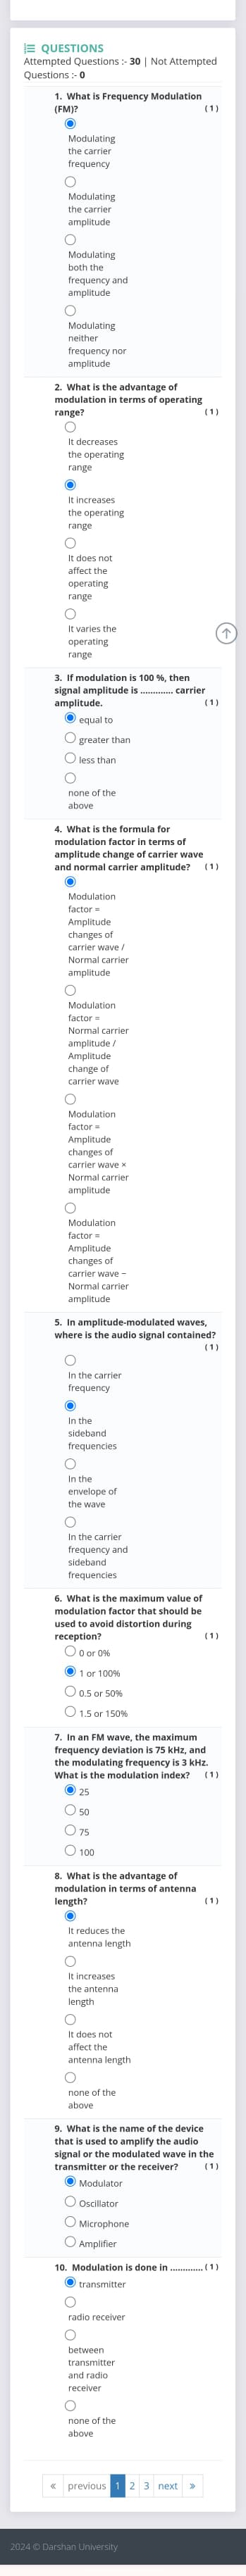 QUESTIONS
Attempted Questions :- 30 | Not Attempted
Questions :- 0
1. What is Frequency Modulation
(FM)? ( 1 )
Modulating
the carrier
frequency
Modulating
the carrier
amplitude
Modulating
both the
frequency and
amplitude
Modulating
neither
frequency nor
amplitude
2. What is the advantage of
modulation in terms of operating
range? ( 1 )
It decreases
the operating
range
It increases
the operating
range
It does not
affect the
operating
range
It varies the
operating
range
3. If modulation is 100 %, then
signal amplitude is ............. carrier
amplitude. ( 1 )
equal to
greater than
less than
none of the
above
4. What is the formula for
modulation factor in terms of
amplitude change of carrier wave
and normal carrier amplitude? ( 1 )
Modulation
factor =
Amplitude
changes of
carrier wave /
Normal carrier
amplitude
Modulation
factor =
Normal carrier
amplitude /
Amplitude
change of
carrier wave
Modulation
factor =
Amplitude
changes of
carrier wave ×
Normal carrier
amplitude
Modulation
factor =
Amplitude
changes of
carrier wave −
Normal carrier
amplitude
5. In amplitude-modulated waves,
where is the audio signal contained?
( 1 )
In the carrier
frequency
In the
sideband
frequencies
In the
envelope of
the wave
In the carrier
frequency and
sideband
frequencies
6. What is the maximum value of
modulation factor that should be
used to avoid distortion during
reception? ( 1 )
0 or 0%
1 or 100%
0.5 or 50%
1.5 or 150%
7. In an FM wave, the maximum
frequency deviation is 75 kHz, and
the modulating frequency is 3 kHz.
What is the modulation index? ( 1 )
25
50
75
100
8. What is the advantage of
modulation in terms of antenna
length? ( 1 )
It reduces the
antenna length
It increases
the antenna
length
It does not
affect the
antenna length
none of the
above
9. What is the name of the device
that is used to amplify the audio
signal or the modulated wave in the
transmitter or the receiver? ( 1 )
Modulator
Oscillator
Microphone
Amplifier
10. Modulation is done in ............. ( 1 )
transmitter
radio receiver
between
transmitter
and radio
receiver
none of the
above
« previous 1 2 3 next »
2024 © Darshan University